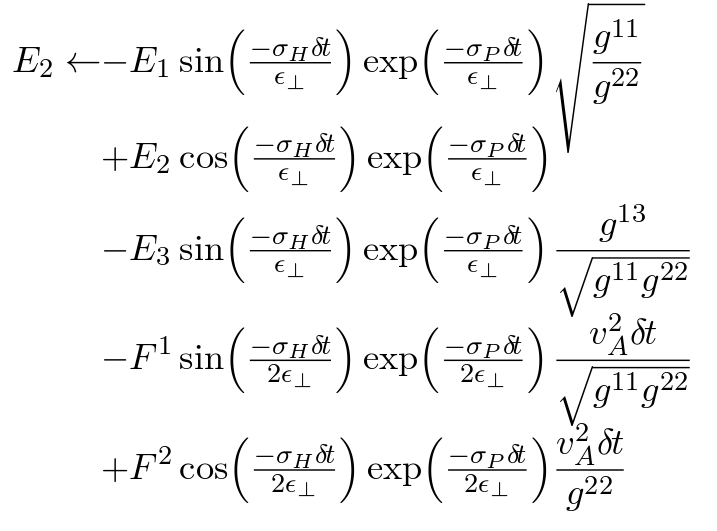 $E_2 \leftarrow -E_1 \sin\left(\frac{-\sigma_H \delta t}{\epsilon_\perp}\right) \exp\left(\frac{-\sigma_P \delta t}{\epsilon_\perp}\right) \sqrt{\frac{g^{11}}{g^{22}}}$
$+E_2 \cos\left(\frac{-\sigma_H \delta t}{\epsilon_\perp}\right) \exp\left(\frac{-\sigma_P \delta t}{\epsilon_\perp}\right)$
$-E_3 \sin\left(\frac{-\sigma_H \delta t}{\epsilon_\perp}\right) \exp\left(\frac{-\sigma_P \delta t}{\epsilon_\perp}\right) \frac{g^{13}}{\sqrt{g^{11}g^{22}}}$
$-F^1 \sin\left(\frac{-\sigma_H \delta t}{2\epsilon_\perp}\right) \exp\left(\frac{-\sigma_P \delta t}{2\epsilon_\perp}\right) \frac{v_A^2 \delta t}{\sqrt{g^{11}g^{22}}}$
$+F^2 \cos\left(\frac{-\sigma_H \delta t}{2\epsilon_\perp}\right) \exp\left(\frac{-\sigma_P \delta t}{2\epsilon_\perp}\right) \frac{v_A^2 \delta t}{g^{22}}$